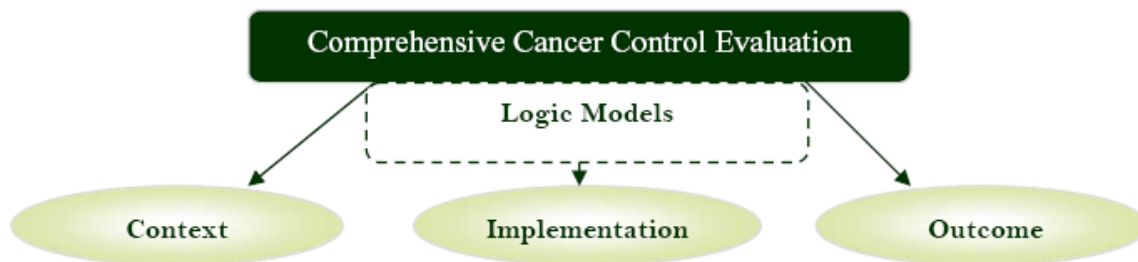 Comprehensive Cancer Control Evaluation
Logic Models
Context
Implementation
Outcome